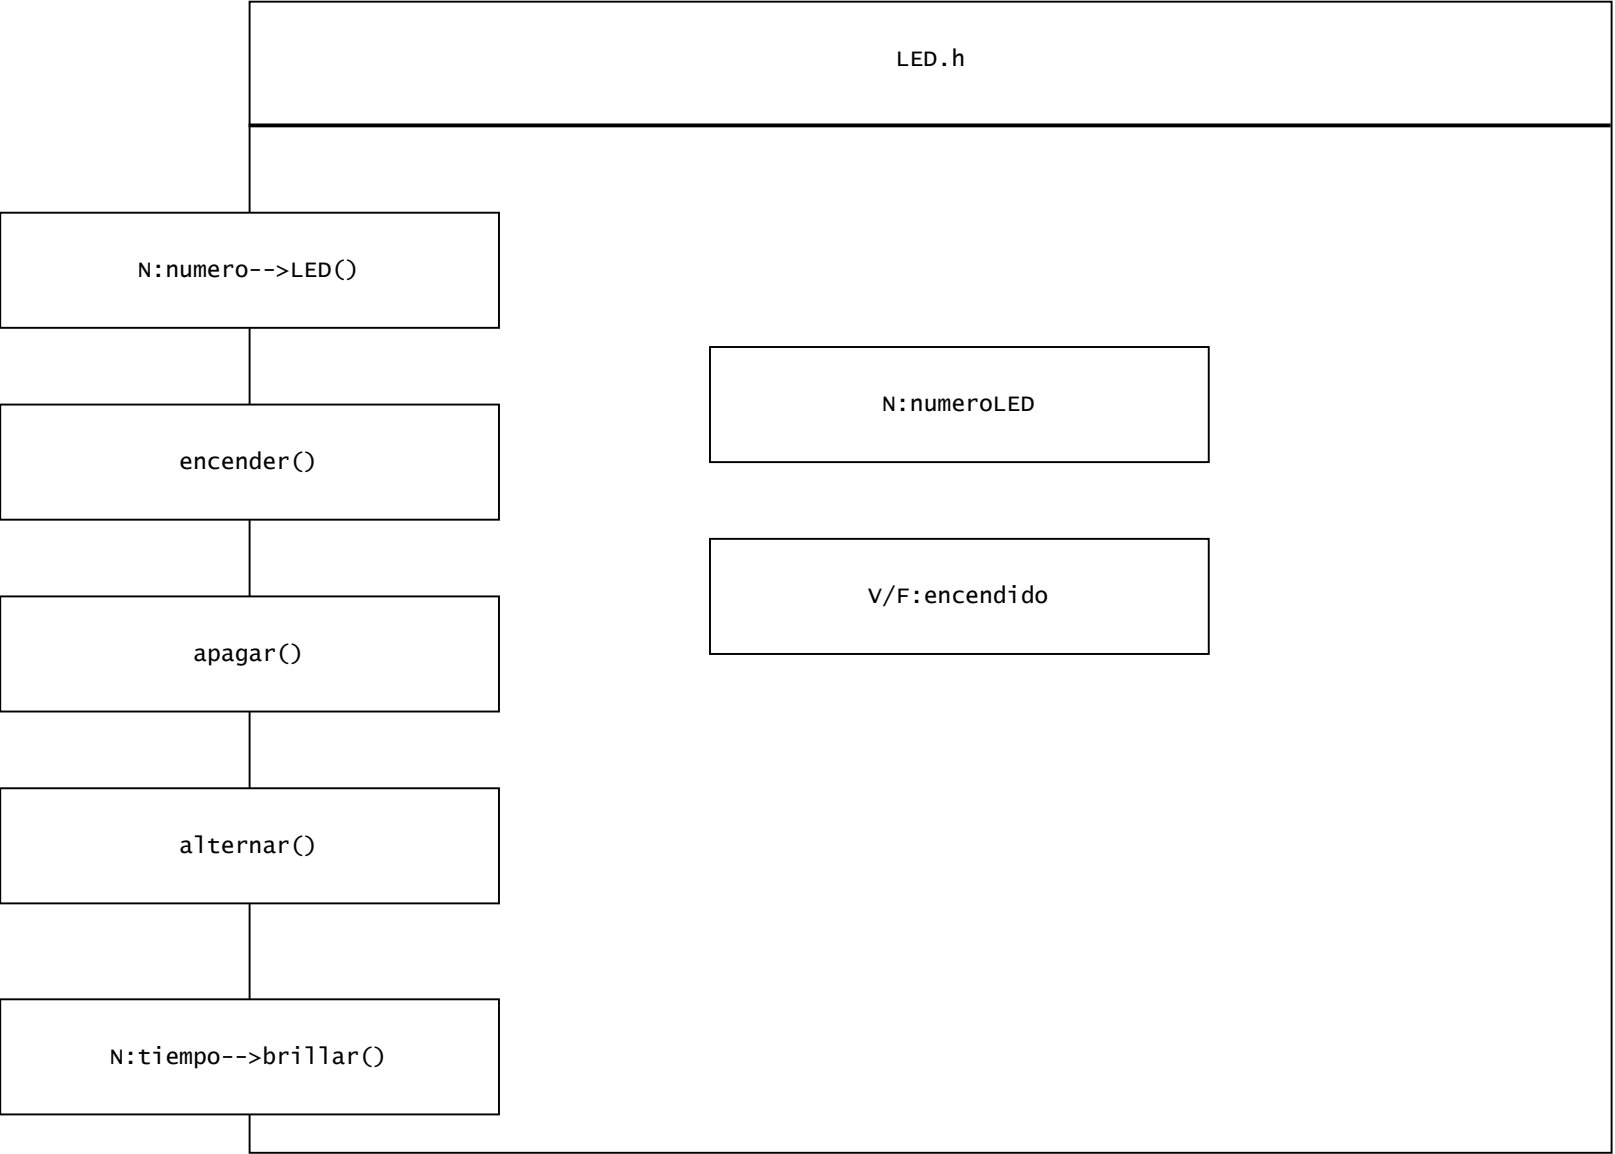 LED.h
N:numero-->LED()
encender()
apagar()
alternar()
N:tiempo-->brillar()
N:numeroLED
V/F:encendido